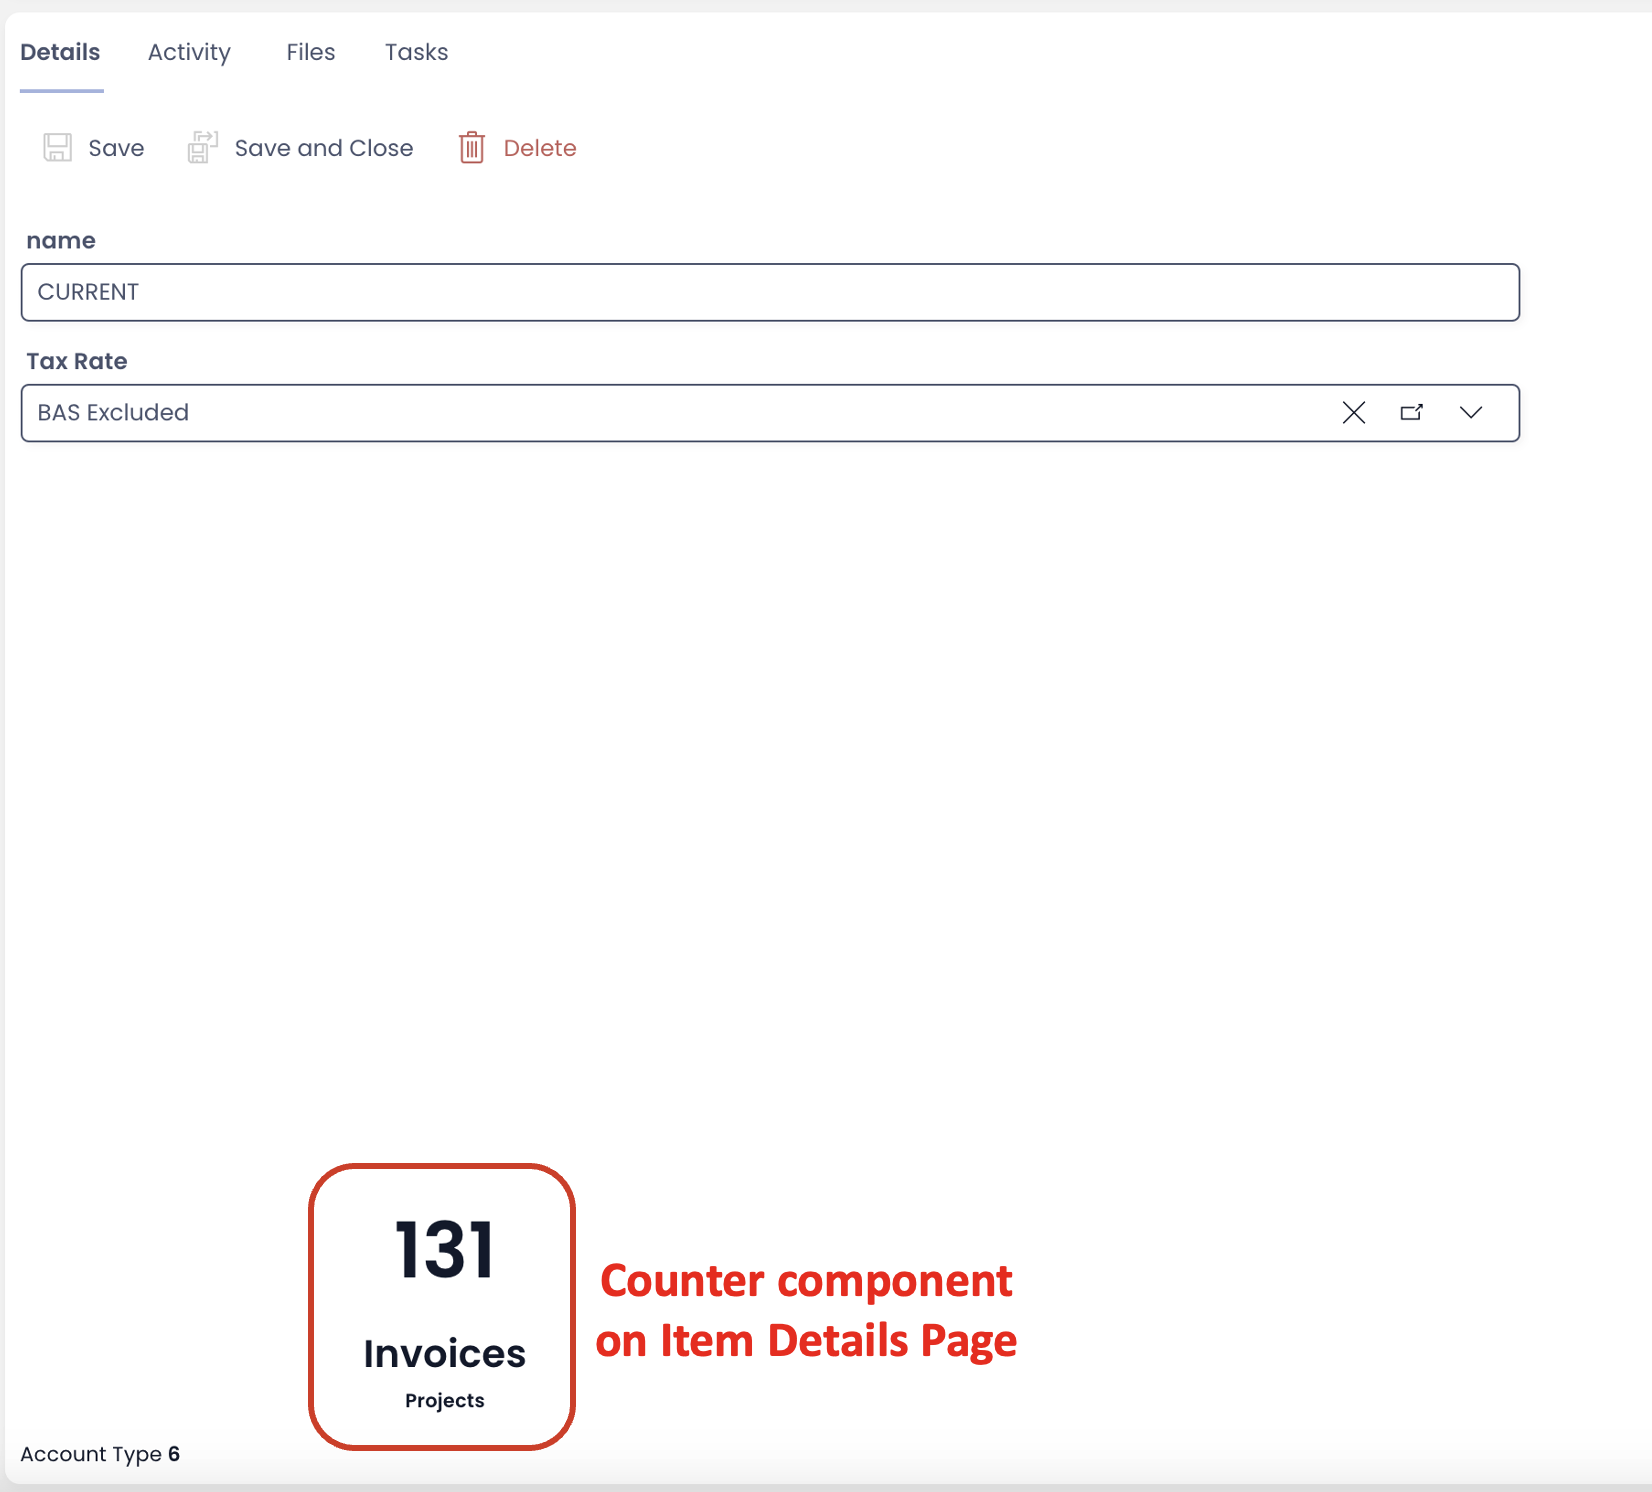 Details Activity Files Tasks
Save Save and Close Delete
name
CURRENT
Tax Rate
BAS Excluded
131
Invoices
Projects
Counter component
on Item Details Page
Account Type 6